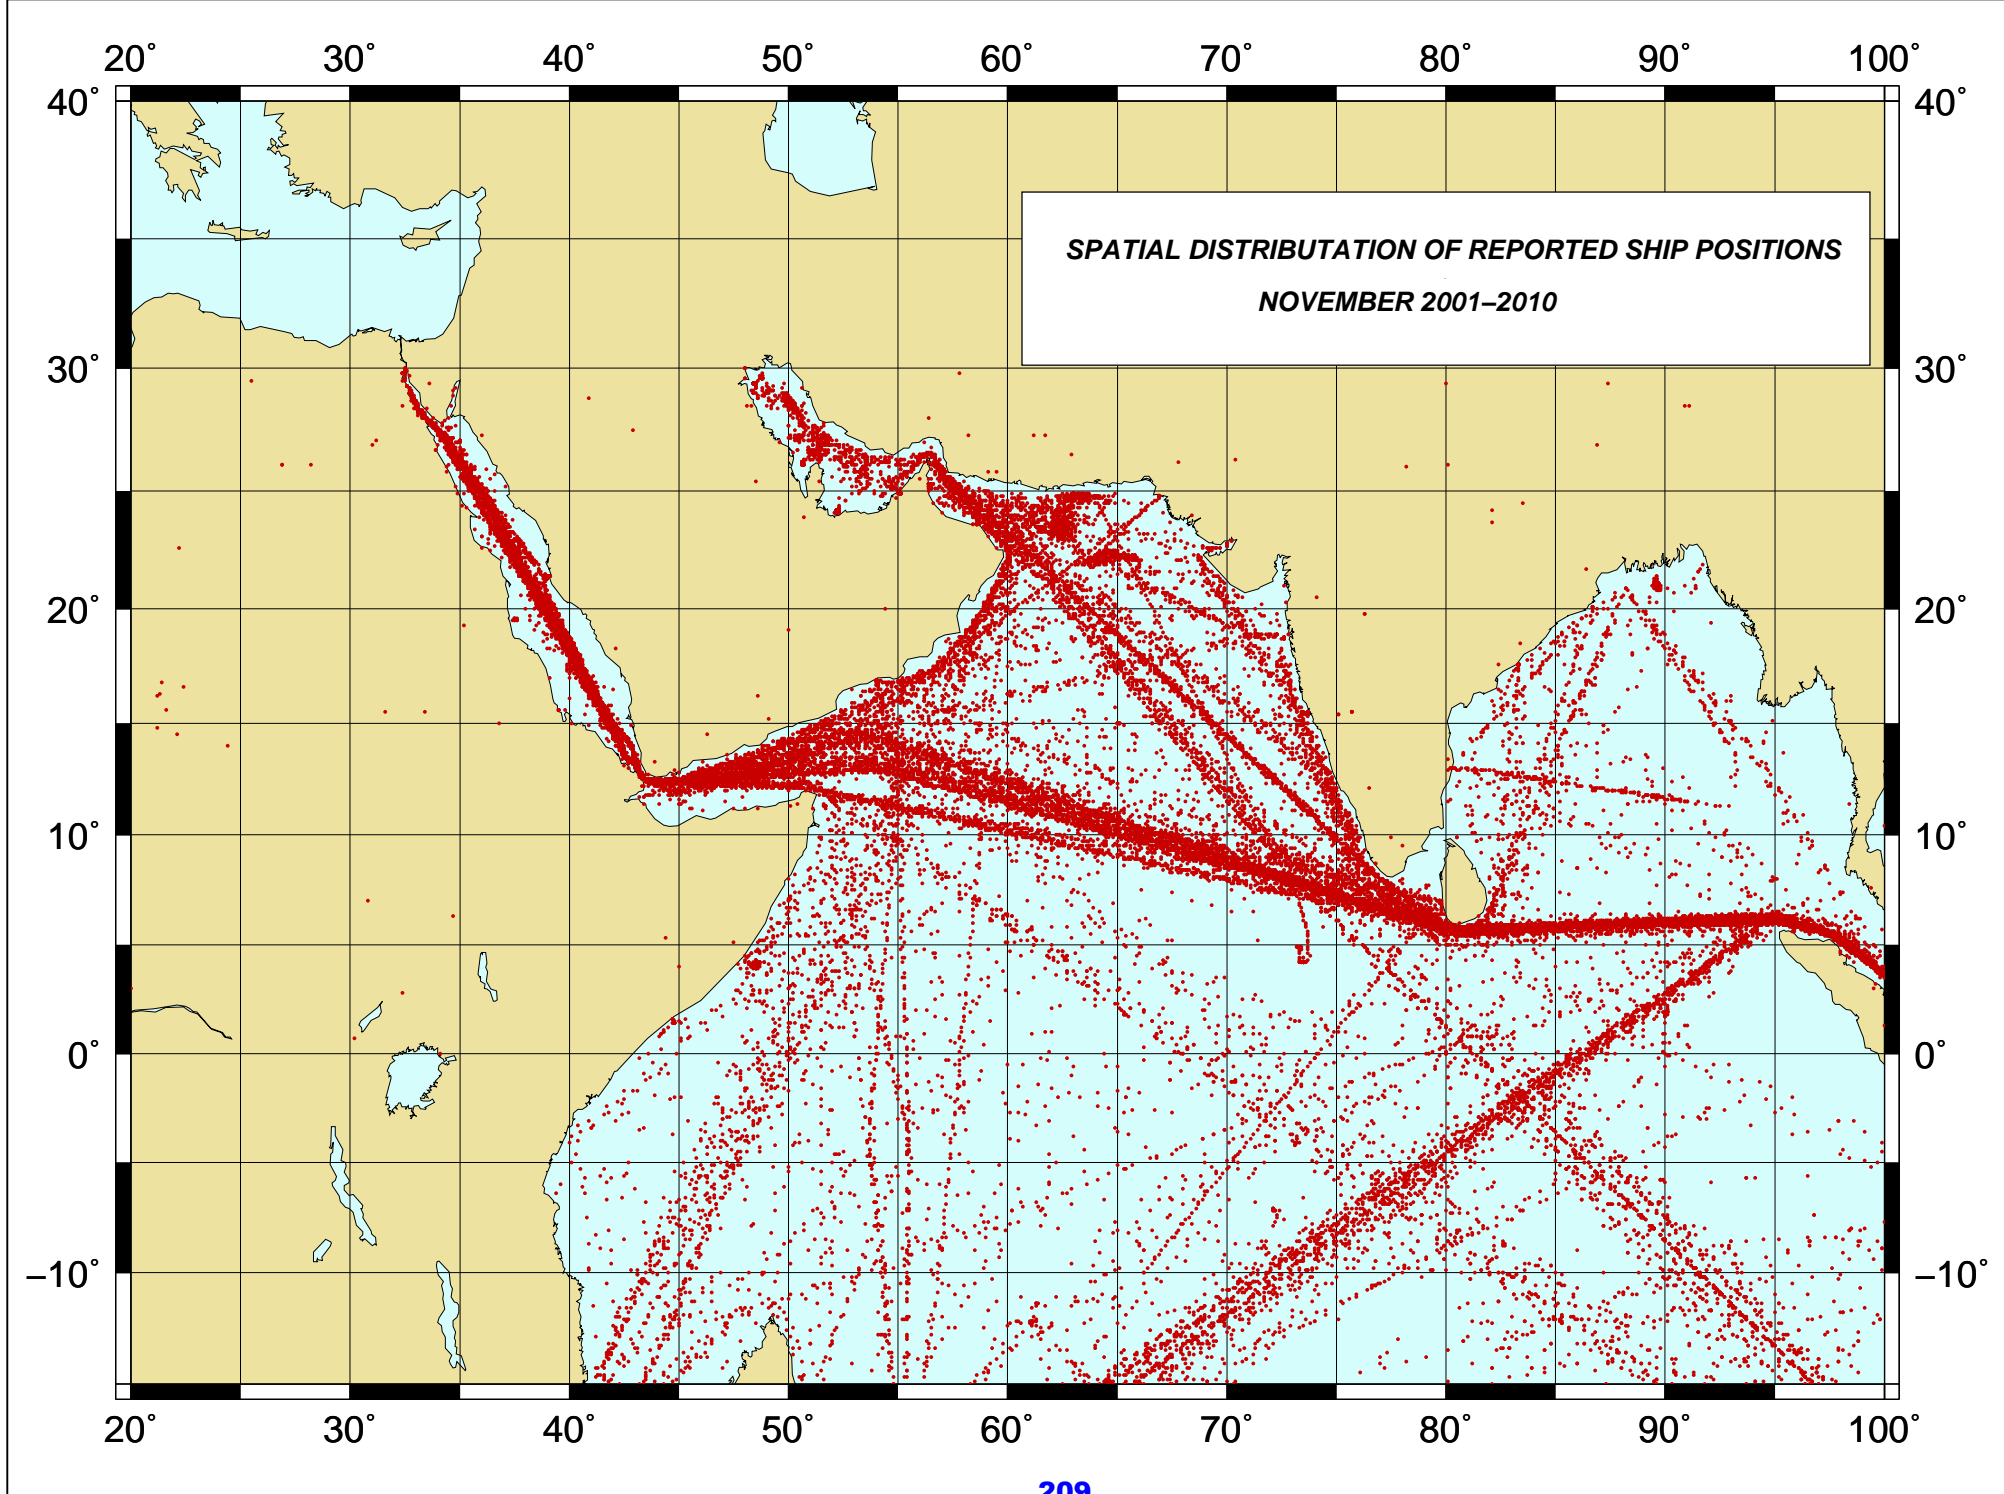 20° 30° 40° 50° 60° 70° 80° 90° 100°
40° 40°
SPATIAL DISTRIBUTATION OF REPORTED SHIP POSITIONS
NOVEMBER 2001–2010
30° 30°
20° 20°
10° 10°
0° 0°
–10° –10°
20° 30° 40° 50° 60° 70° 80° 90° 100°
209